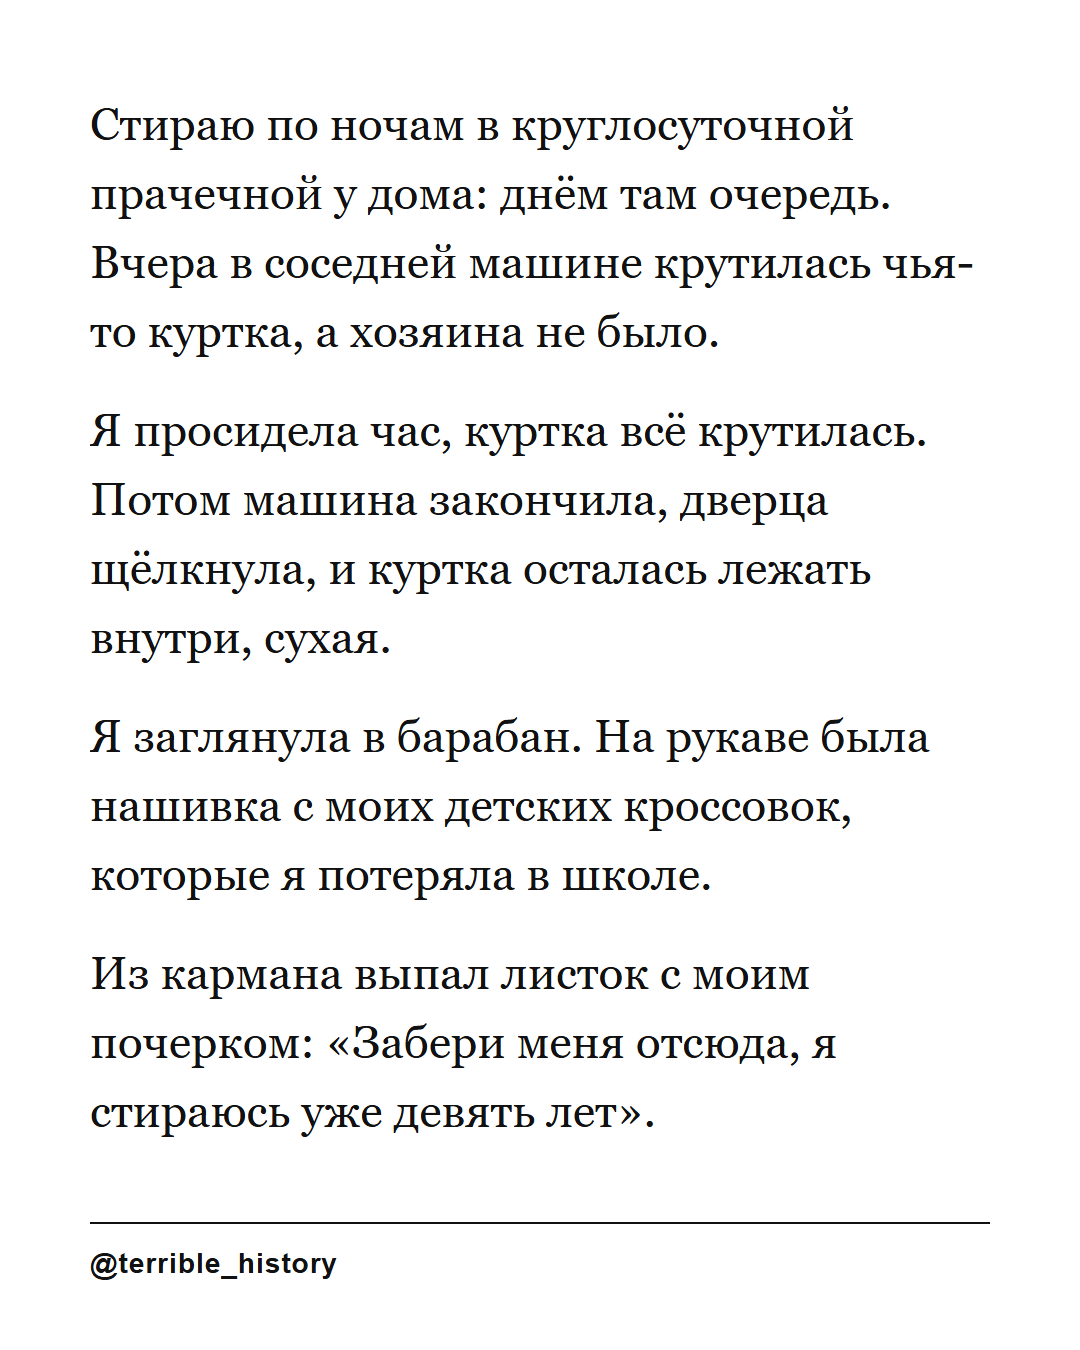 Стираю по ночам в круглосуточной
прачечной у дома: днём там очередь.
Вчера в соседней машине крутилась чья-
то куртка, а хозяина не было.
Я просидела час, куртка всё крутилась.
Потом машина закончила, дверца
щёлкнула, и куртка осталась лежать
внутри, сухая.
Я заглянула в барабан. На рукаве была
нашивка с моих детских кроссовок,
которые я потеряла в школе.
Из кармана выпал листок с моим
почерком: «Забери меня отсюда, я
стираюсь уже девять лет».
@terrible_history